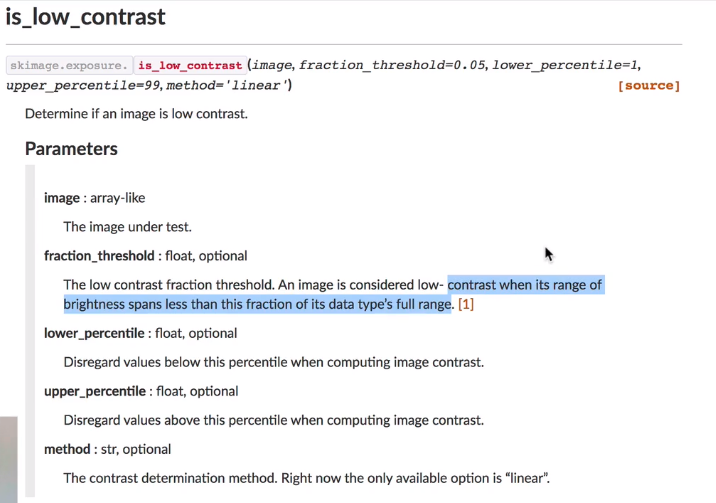 is_low_contrast
skimage.exposure. is_low_contrast (image, fraction_threshold=0.05, lower_percentile=1,
upper_percentile=99, method='linear') [source]
Determine if an image is low contrast.
Parameters
image : array-like
The image under test.
fraction_threshold : float, optional
The low contrast fraction threshold. An image is considered low- contrast when its range of
brightness spans less than this fraction of its data type's full range. [1]
lower_percentile : float, optional
Disregard values below this percentile when computing image contrast.
upper_percentile : float, optional
Disregard values above this percentile when computing image contrast.
method : str, optional
The contrast determination method. Right now the only available option is “linear”.